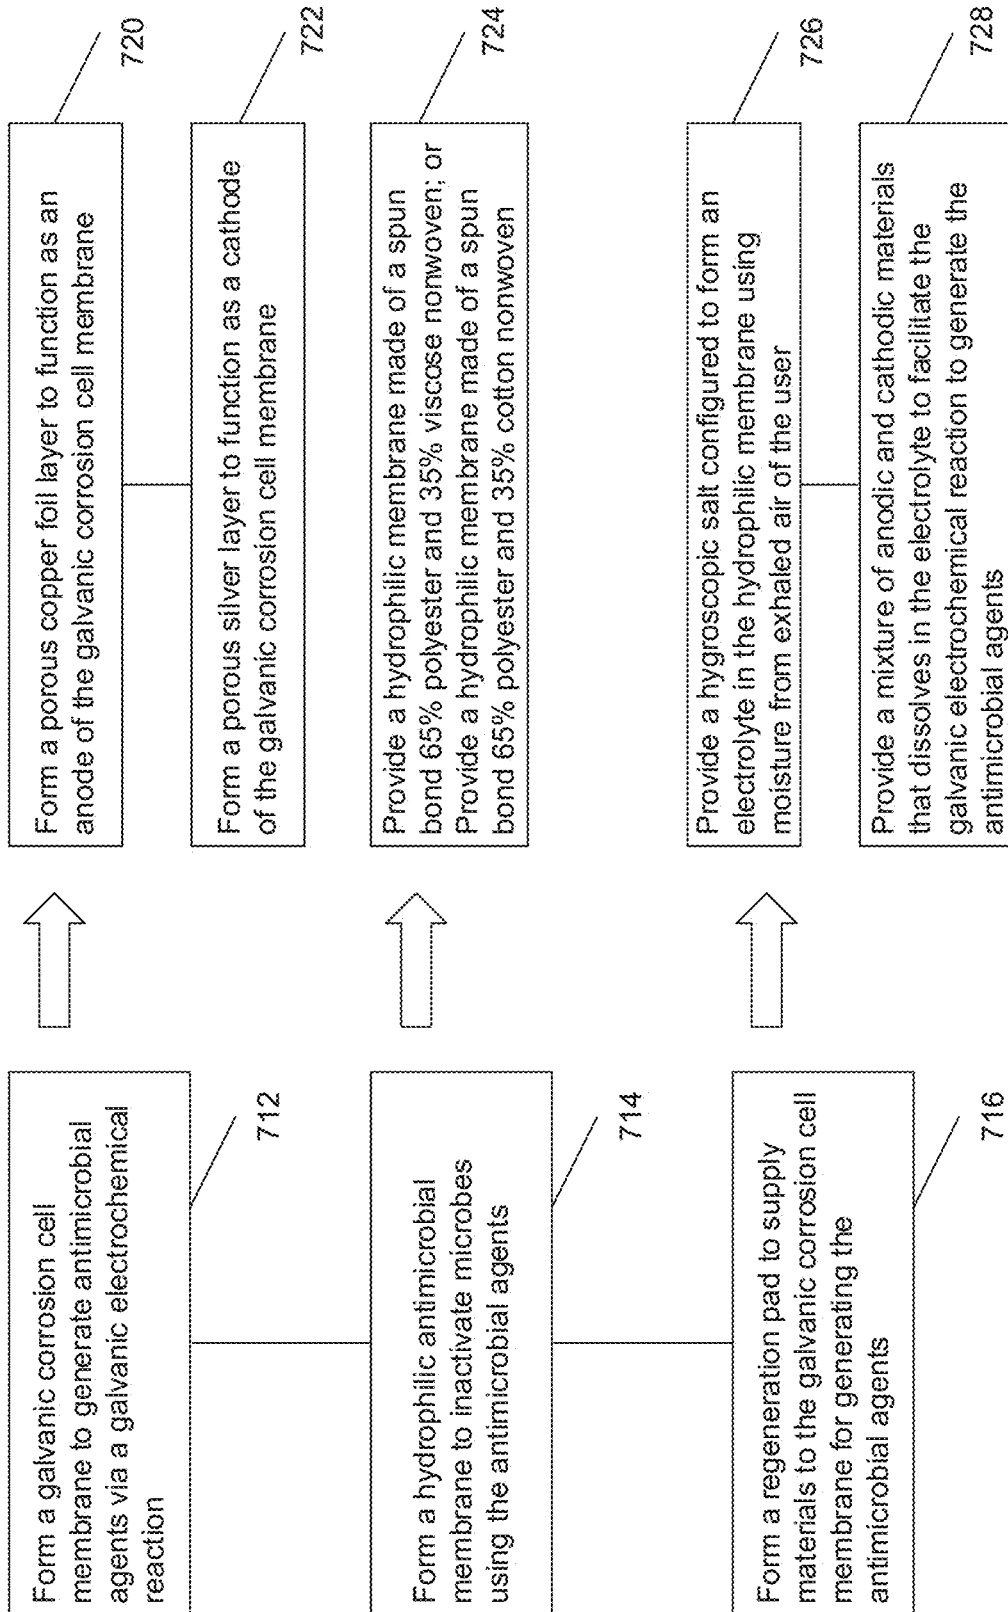 Form a galvanic corrosion cell
membrane to generate antimicrobial
agents via a galvanic electrochemical
reaction
712
Form a porous copper foil layer to function as an
anode of the galvanic corrosion cell membrane
720
Form a porous silver layer to function as a cathode
of the galvanic corrosion cell membrane
722
Form a hydrophilic antimicrobial
membrane to inactivate microbes
using the antimicrobial agents
714
Provide a hydrophilic membrane made of a spun
bond 65% polyester and 35% viscose nonwoven; or
Provide a hydrophilic membrane made of a spun
bond 65% polyester and 35% cotton nonwoven
724
Form a regeneration pad to supply
materials to the galvanic corrosion cell
membrane for generating the
antimicrobial agents
716
Provide a hygroscopic salt configured to form an
electrolyte in the hydrophilic membrane using
moisture from exhaled air of the user
726
Provide a mixture of anodic and cathodic materials
that dissolves in the electrolyte to facilitate the
galvanic electrochemical reaction to generate the
antimicrobial agents
728